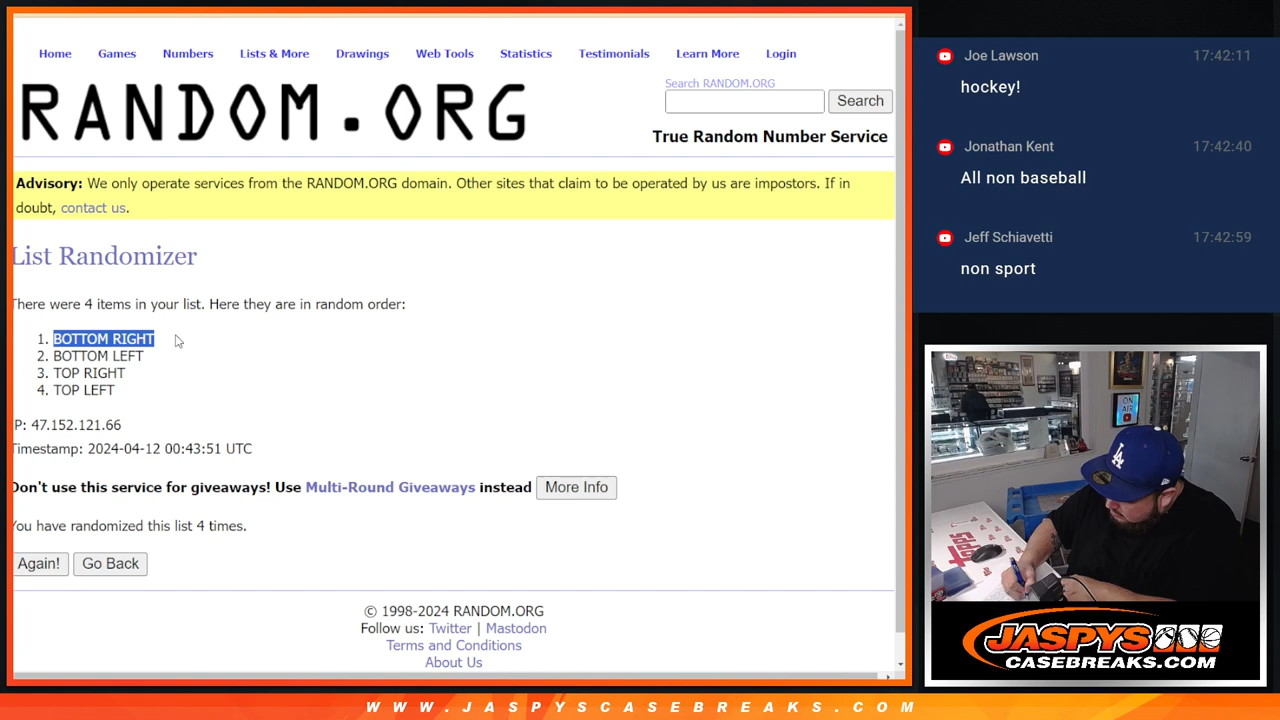 Home Games Numbers Lists & More Drawings Web Tools Statistics Testimonials Learn More Login
RANDOM.ORG
Search RANDOM.ORG
Search
True Random Number Service
Advisory: We only operate services from the RANDOM.ORG domain. Other sites that claim to be operated by us are impostors. If in
doubt, contact us.
List Randomizer
There were 4 items in your list. Here they are in random order:
1. BOTTOM RIGHT
2. BOTTOM LEFT
3. TOP RIGHT
4. TOP LEFT
P: 47.152.121.66
Timestamp: 2024-04-12 00:43:51 UTC
Don't use this service for giveaways! Use Multi-Round Giveaways instead More Info
You have randomized this list 4 times.
Again! Go Back
© 1998-2024 RANDOM.ORG
Follow us: Twitter | Mastodon
Terms and Conditions
About Us
Joe Lawson 17:42:11
hockey!
Jonathan Kent 17:42:40
All non baseball
Jeff Schiavetti 17:42:59
non sport
ON
AIR
LA
topps
JASPYS
CASEBREAKS.COM
WWW.JASPYSCASEBREAKS.COM